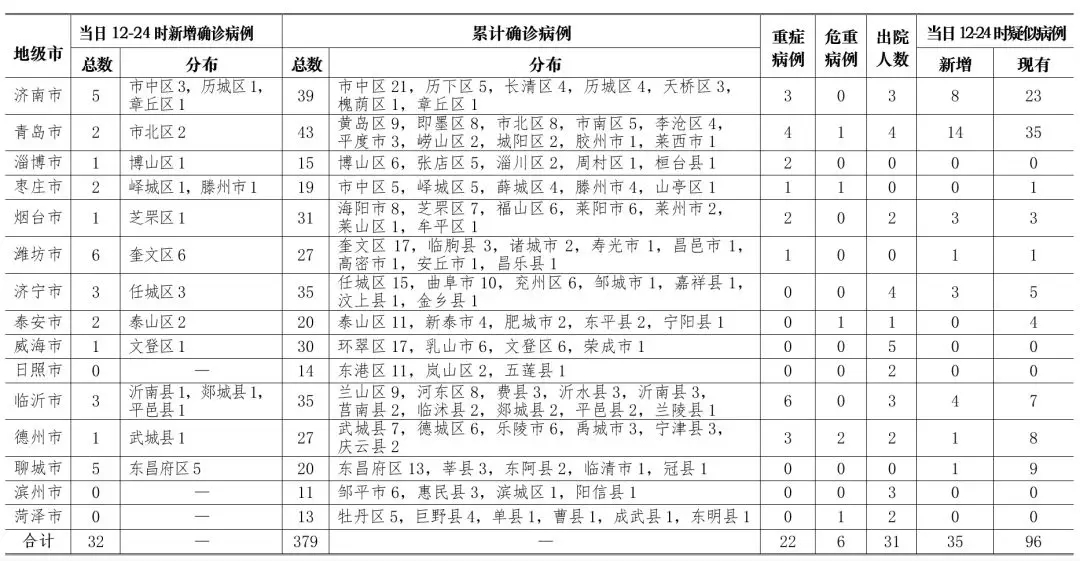 地级市 当日 12-24 时新增确诊病例 累计确诊病例 重症病例 危重病例 出院人数 当日 12-24 时疑似病例
总数 分布 总数 分布 新增 现有
济南市 5 市中区 3，历城区 1， 39 市中区 21，历下区 5，长清区 4，历城区 4，天桥区 3， 3 0 3 8 23
章丘区 1 槐荫区 1，章丘区 1
青岛市 2 市北区 2 43 黄岛区 9，即墨区 8，市北区 8，市南区 5，李沧区 4， 4 1 4 14 35
平度市 3，崂山区 2，城阳区 2，胶州市 1，莱西市 1
淄博市 1 博山区 1 15 博山区 6，张店区 5，淄川区 2，周村区 1，桓台县 1 2 0 0 0 0
枣庄市 2 峄城区 1，滕州市 1 19 市中区 5，峄城区 5，薛城区 4，滕州市 4，山亭区 1 1 1 0 0 1
烟台市 1 芝罘区 1 31 海阳市 8，芝罘区 7，福山区 6，莱阳市 6，莱州市 2， 2 0 2 3 3
莱山区 1，牟平区 1
潍坊市 6 奎文区 6 27 奎文区 17，临朐县 3，诸城市 2，寿光市 1，昌邑市 1， 1 0 0 1 1
高密市 1，安丘市 1，昌乐县 1
济宁市 3 任城区 3 35 任城区 15，曲阜市 10，兖州区 6，邹城市 1，嘉祥县 1， 0 0 4 3 5
汶上县 1，金乡县 1
泰安市 2 泰山区 2 20 泰山区 11，新泰市 4，肥城市 2，东平县 2，宁阳县 1 0 1 1 0 4
威海市 1 文登区 1 30 环翠区 17，乳山市 6，文登区 6，荣成市 1 0 0 5 0 0
日照市 0 — 14 东港区 11，岚山区 2，五莲县 1 0 0 2 0 0
临沂市 3 沂南县 1，郯城县 1， 35 兰山区 9，河东区 8，费县 3，沂水县 3，沂南县 3， 6 0 3 4 7
平邑县 1 莒南县 2，临沭县 2，郯城县 2，平邑县 2，兰陵县 1
德州市 1 武城县 1 27 武城县 7，德城区 6，乐陵市 6，禹城市 3，宁津县 3， 3 2 2 1 8
庆云县 2
聊城市 5 东昌府区 5 20 东昌府区 13，莘县 3，东阿县 2，临清市 1，冠县 1 0 0 0 1 9
滨州市 0 — 11 邹平市 6，惠民县 3，滨城区 1，阳信县 1 0 0 3 0 0
菏泽市 0 — 13 牡丹区 5，巨野县 4，单县 1，曹县 1，成武县 1，东明县 1 0 1 2 0 0
合计 32 — 379 — 22 6 31 35 96